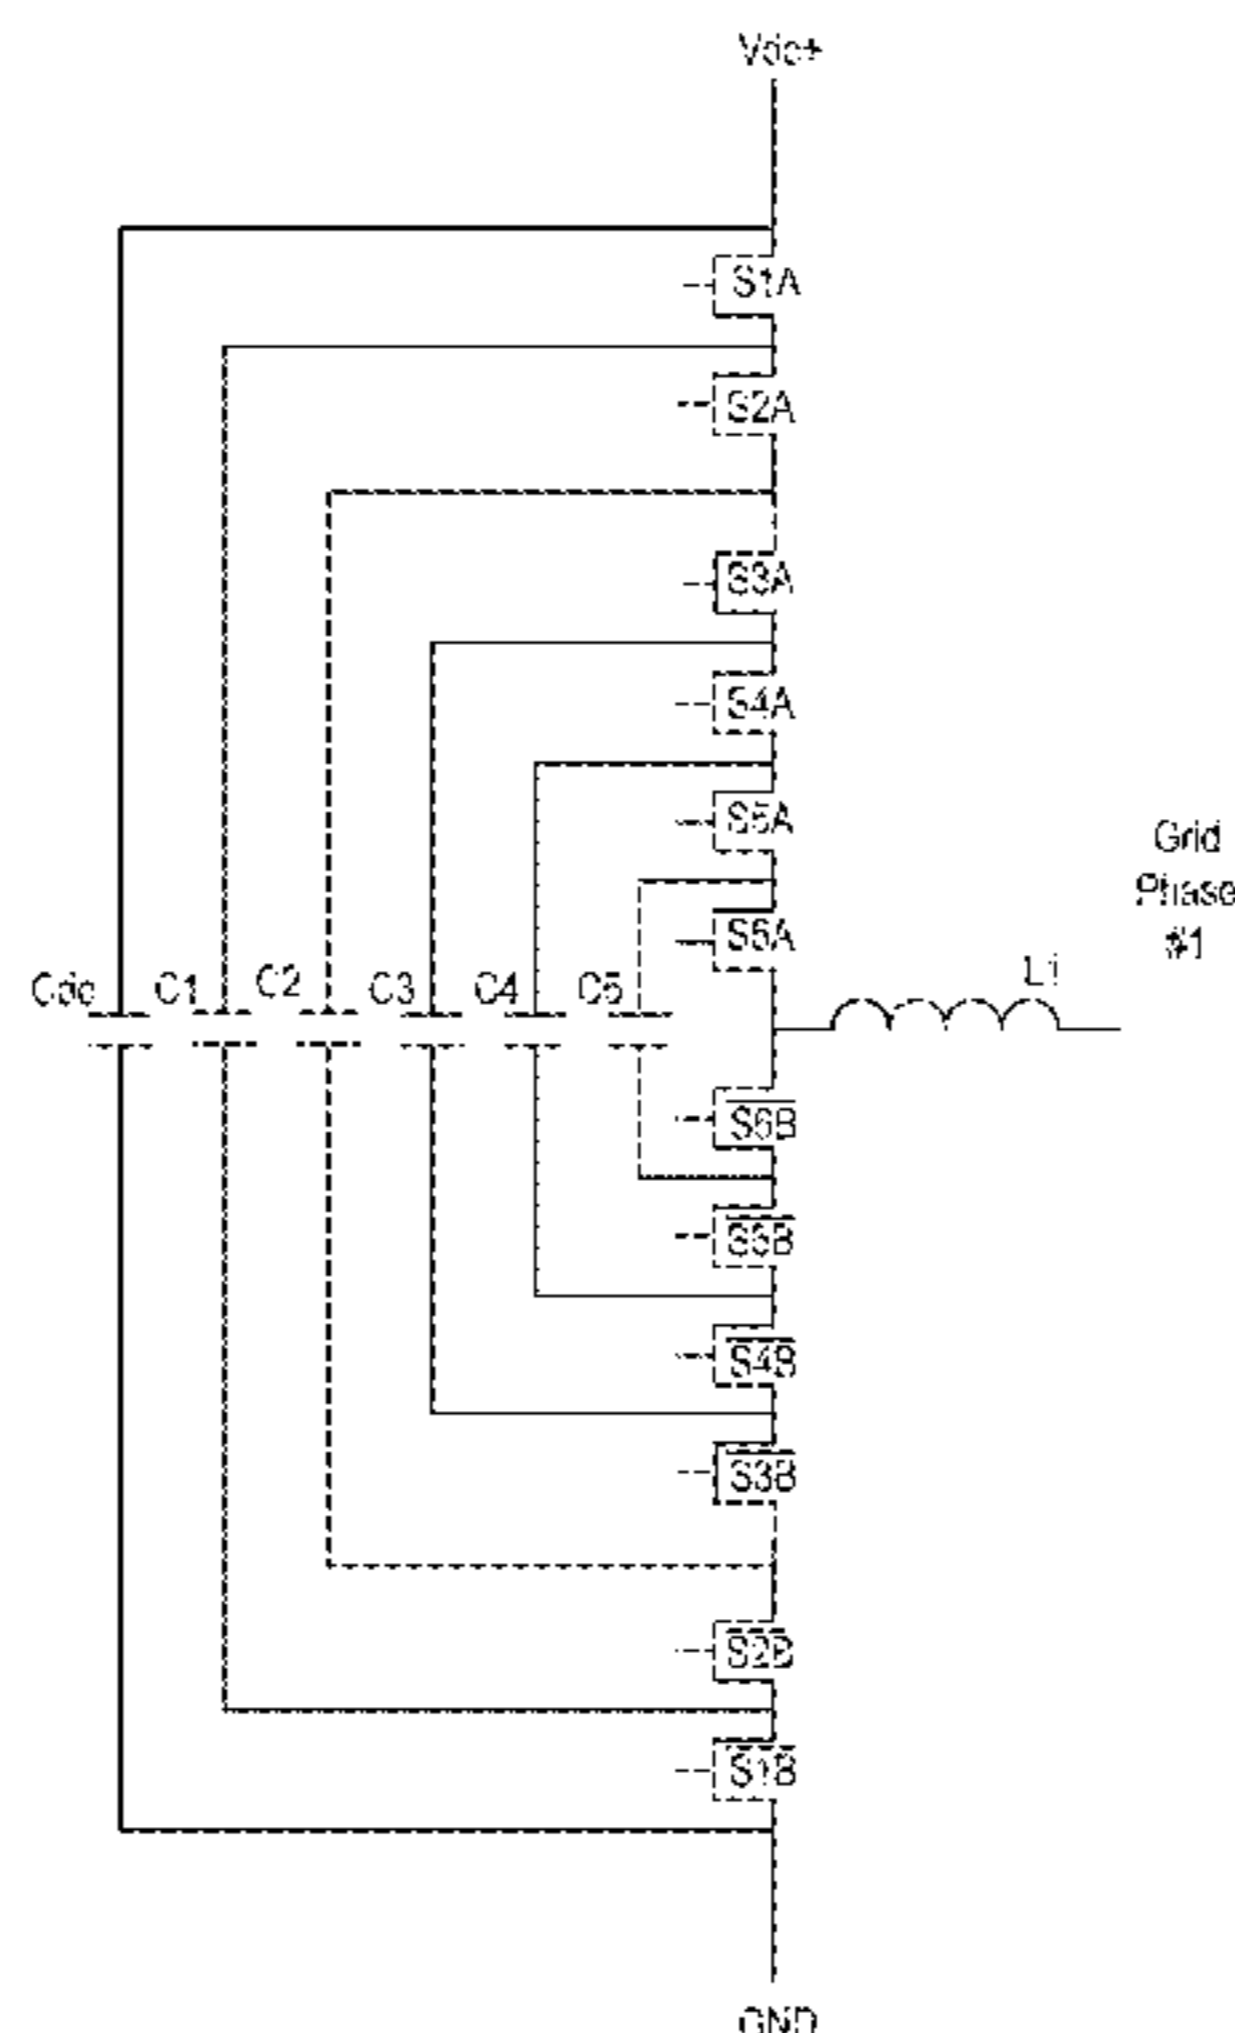 Vdc+
S1A
S2A
S3A
S4A
S5A
S6A
Grid
Phase
#1
Cdc
C1
C2
C3
C4
C5
L1
S6B
S5B
S4B
S3B
S2B
S1B
GND